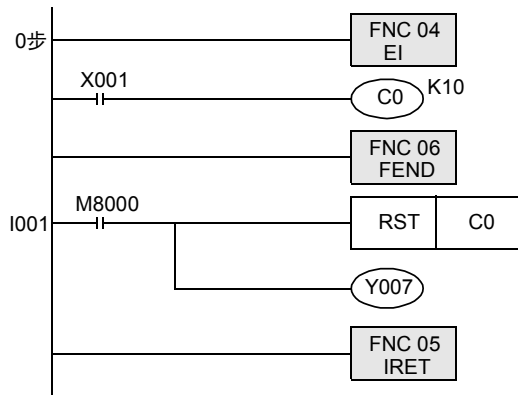 0步
FNC 04
EI
X001
C0
K10
FNC 06
FEND
I001
M8000
RST
C0
Y007
FNC 05
IRET